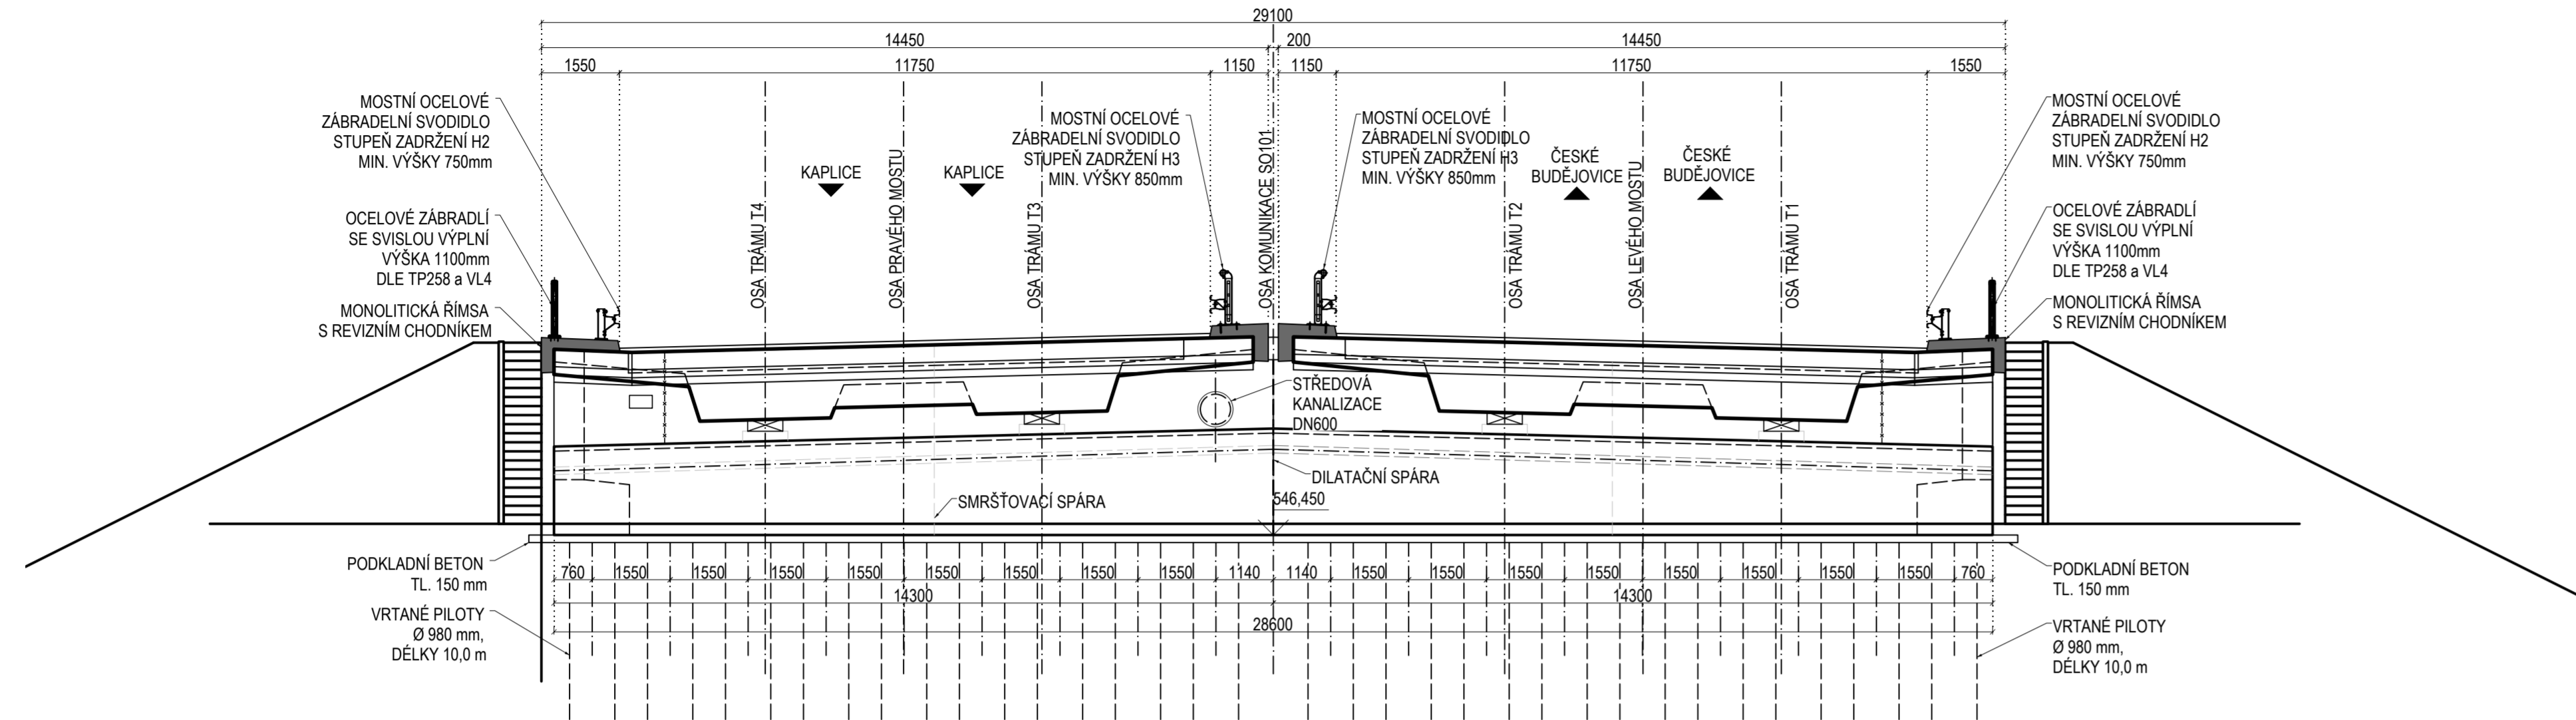 29100
14450
200
14450
1550
11750
1150
1150
11750
1550
MOSTNÍ OCELOVÉ
ZÁBRADELNÍ SVODIDLO
STUPEŇ ZADRŽENÍ H2
MIN. VÝŠKY 750mm
OCELOVÉ ZÁBRADLÍ
SE SVISLOU VÝPLNÍ
VÝŠKA 1100mm
DLE TP258 a VL4
MONOLITICKÁ ŘÍMSA
S REVIZNÍM CHODNÍKEM
OSA TRÁMU T4
KAPLICE
OSA PRAVÉHO MOSTU
KAPLICE
OSA TRÁMU T3
MOSTNÍ OCELOVÉ
ZÁBRADELNÍ SVODIDLO
STUPEŇ ZADRŽENÍ H3
MIN. VÝŠKY 850mm
OSA KOMUNIKACE SO101
MOSTNÍ OCELOVÉ
ZÁBRADELNÍ SVODIDLO
STUPEŇ ZADRŽENÍ H3
MIN. VÝŠKY 850mm
OSA TRÁMU T2
ČESKÉ
BUDĚJOVICE
OSA LEVÉHO MOSTU
ČESKÉ
BUDĚJOVICE
OSA TRÁMU T1
MOSTNÍ OCELOVÉ
ZÁBRADELNÍ SVODIDLO
STUPEŇ ZADRŽENÍ H2
MIN. VÝŠKY 750mm
OCELOVÉ ZÁBRADLÍ
SE SVISLOU VÝPLNÍ
VÝŠKA 1100mm
DLE TP258 a VL4
MONOLITICKÁ ŘÍMSA
S REVIZNÍM CHODNÍKEM
STŘEDOVÁ
KANALIZACE
DN600
DILATAČNÍ SPÁRA
SMRŠŤOVACÍ SPÁRA
546,450
PODKLADNÍ BETON
TL. 150 mm
VRTANÉ PILOTY
Ø 980 mm,
DÉLKY 10,0 m
760
1550
1550
1550
1550
1550
1550
1550
1550
1140
1140
1550
1550
1550
1550
1550
1550
1550
1550
760
14300
14300
28600
PODKLADNÍ BETON
TL. 150 mm
VRTANÉ PILOTY
Ø 980 mm,
DÉLKY 10,0 m